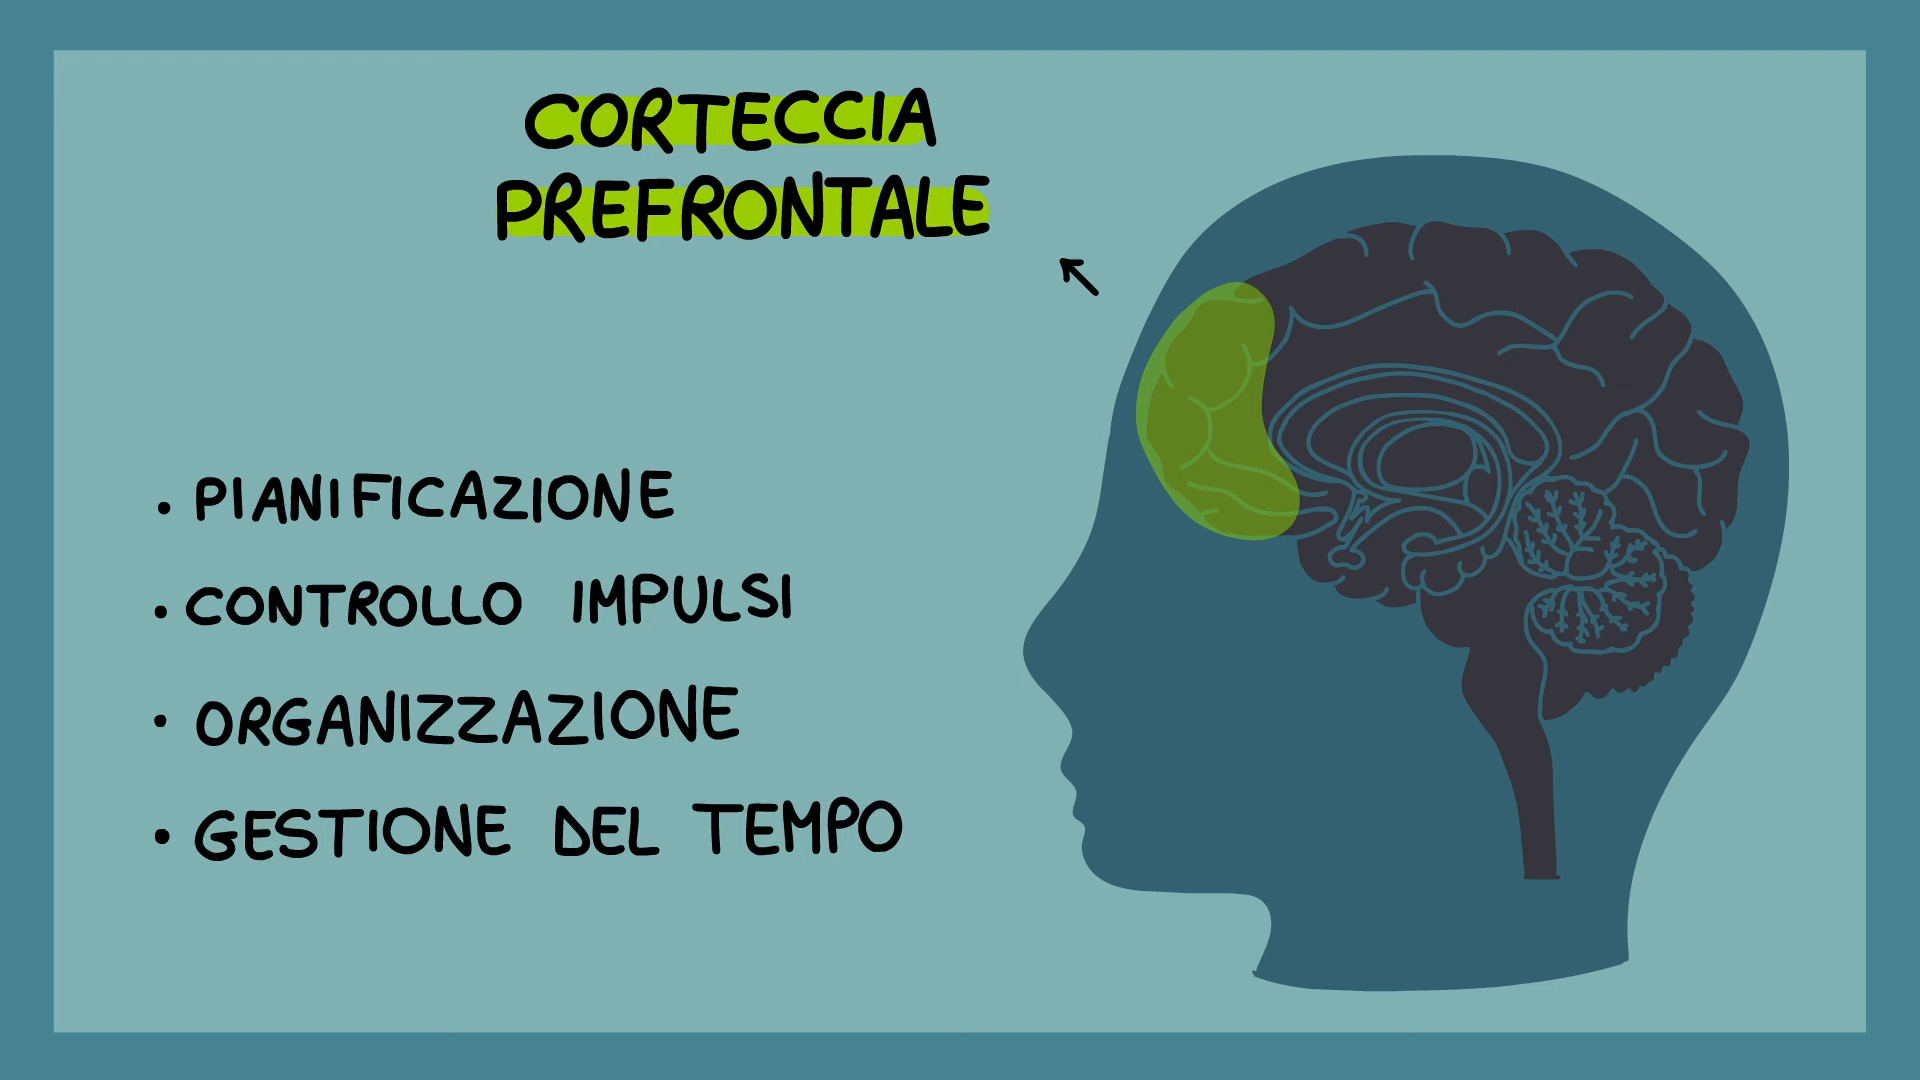 CORTECCIA
PREFRONTALE
• PIANIFICAZIONE
• CONTROLLO IMPULSI
• ORGANIZZAZIONE
• GESTIONE DEL TEMPO